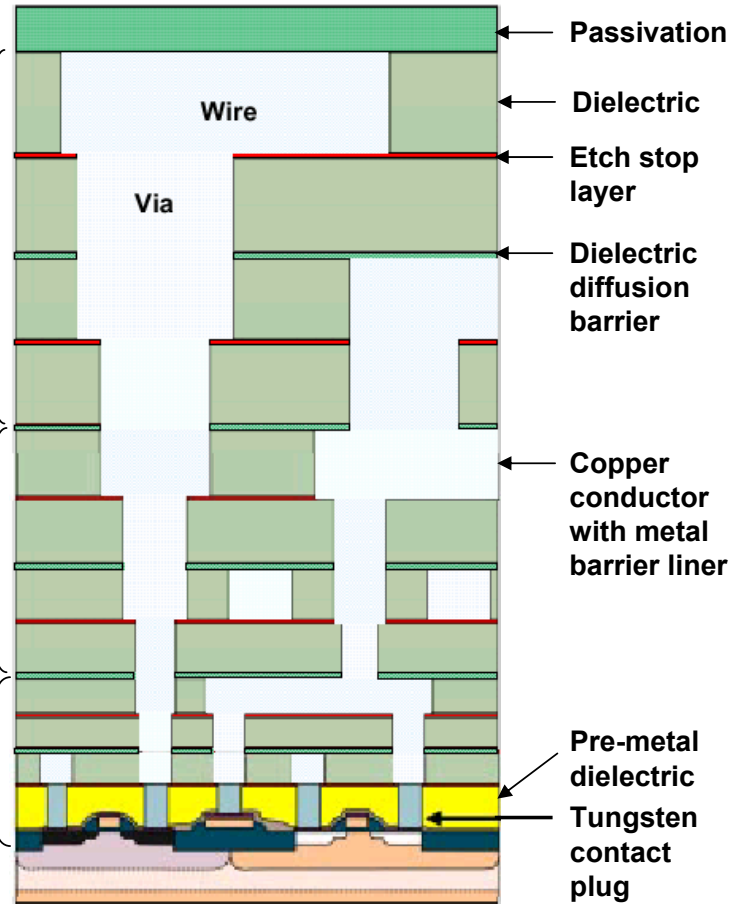 Passivation
Wire
Dielectric
Etch stop
layer
Via
Dielectric
diffusion
barrier
Copper
conductor
with metal
barrier liner
Pre-metal
dielectric
Tungsten
contact
plug